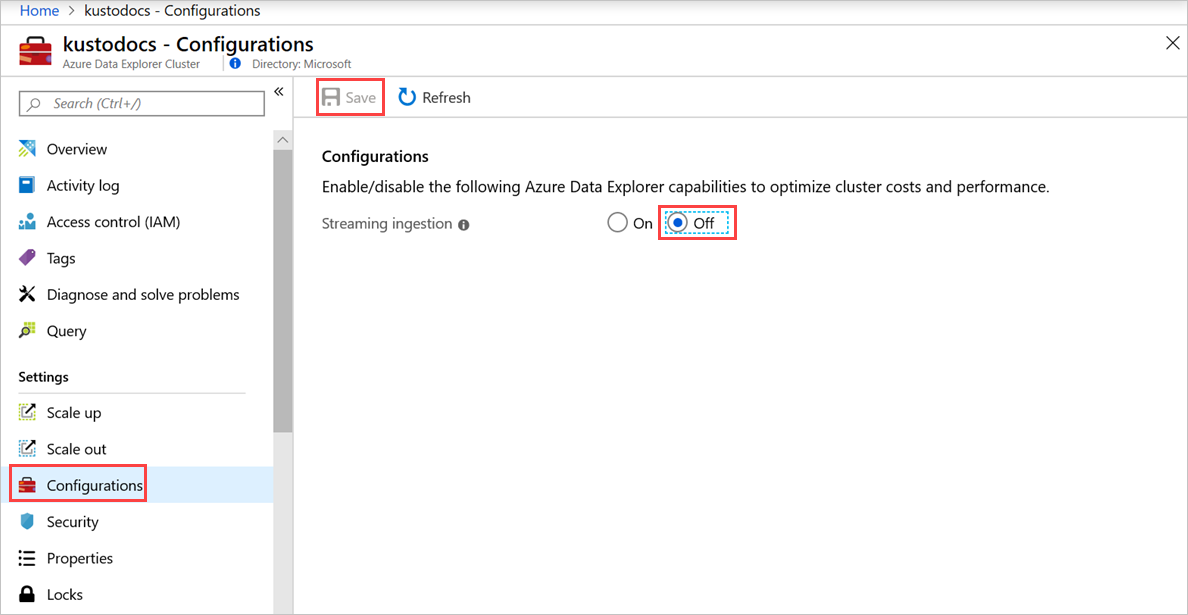 Home > kustodocs - Configurations
kustodocs - Configurations
Azure Data Explorer Cluster
Directory: Microsoft
Search (Ctrl+/)
Overview
Activity log
Access control (IAM)
Tags
Diagnose and solve problems
Query
Settings
Scale up
Scale out
Configurations
Security
Properties
Locks
Save
Refresh
Configurations
Enable/disable the following Azure Data Explorer capabilities to optimize cluster costs and performance.
Streaming ingestion
On
Off